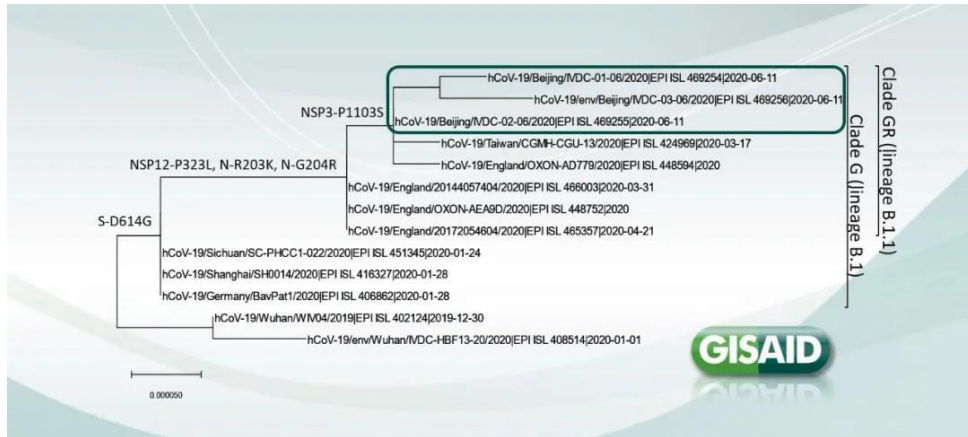 hCoV-19/Beijing/IVDC-01-06/2020|EPI ISL 469254|2020-06-11
hCoV-19/env/Beijing/IVDC-03-06/2020|EPI ISL 469256|2020-06-11
NSP3-P1103S
hCoV-19/Beijing/IVDC-02-06/2020|EPI ISL 469255|2020-06-11
hCoV-19/Taiwan/CGMH-CGU-13/2020|EPI ISL 424969|2020-03-17
NSP12-P323L, N-R203K, N-G204R
hCoV-19/England/OXON-AD779/2020|EPI ISL 448594|2020
hCoV-19/England/20144057404/2020|EPI ISL 466003|2020-03-31
hCoV-19/England/OXON-AEA9D/2020|EPI ISL 448752|2020
S-D614G
hCoV-19/England/20172054604/2020|EPI ISL 465357|2020-04-21
hCoV-19/Sichuan/SC-PHCC1-022/2020|EPI ISL 451345|2020-01-24
hCoV-19/Shanghai/SH0014/2020|EPI ISL 416327|2020-01-28
hCoV-19/Germany/BavPat1/2020|EPI ISL 406862|2020-01-28
hCoV-19/Wuhan/WIV04/2019|EPI ISL 402124|2019-12-30
hCoV-19/env/Wuhan/IVDC-HBF13-20/2020|EPI ISL 408514|2020-01-01
0.000050
Clade G (lineage B.1)
Clade GR (lineage B.1.1)
GISAID